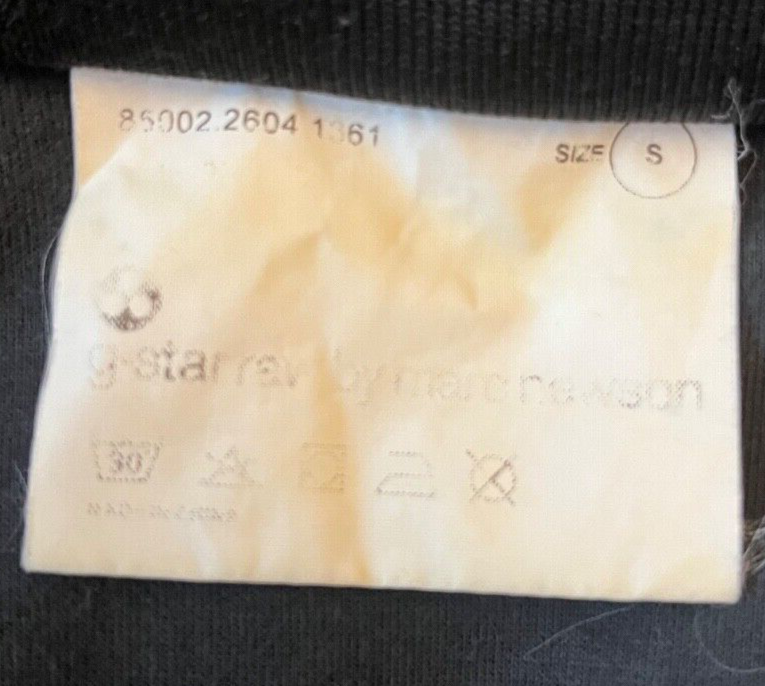 85002.2604.1361
SIZE S
g-star raw by marc newson
30